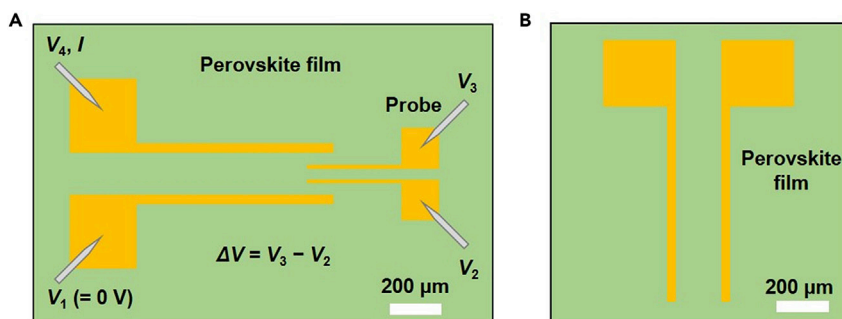 A
V4, I
Perovskite film
V3
Probe
ΔV = V3 − V2
V2
V1 (= 0 V)
200 μm
B
Perovskite
film
200 μm